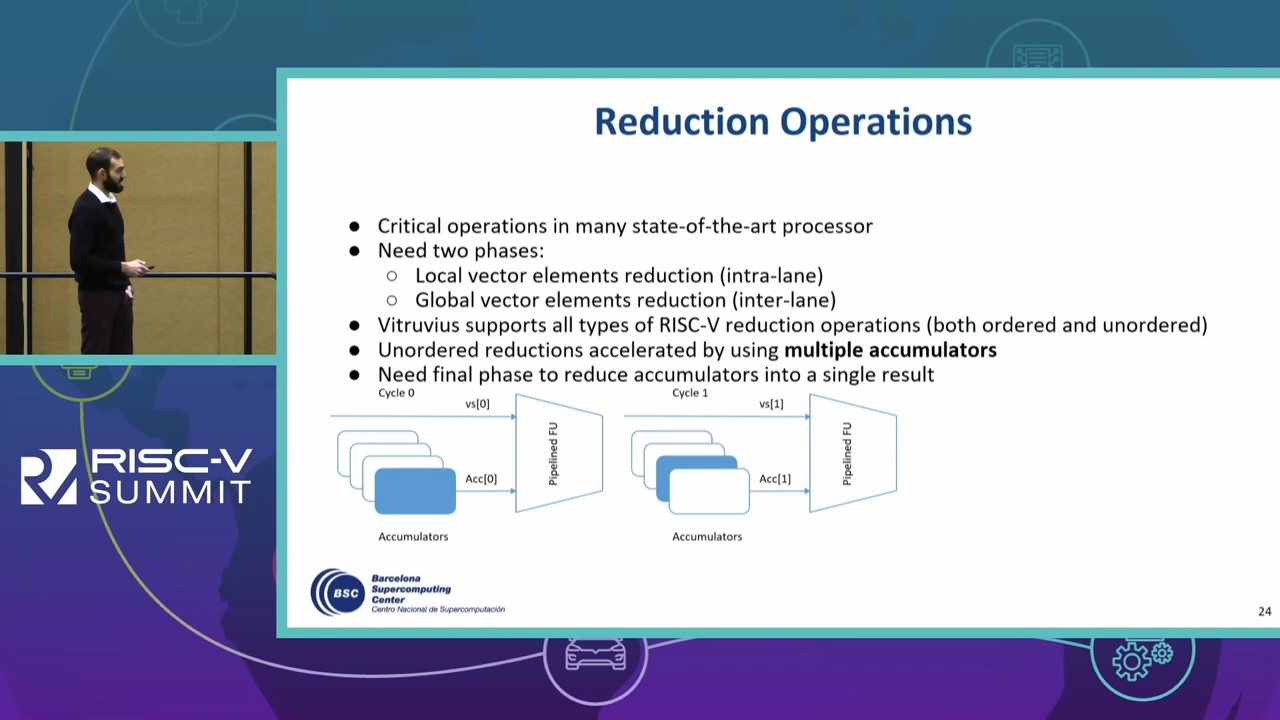 Reduction Operations
● Critical operations in many state-of-the-art processor
● Need two phases:
○ Local vector elements reduction (intra-lane)
○ Global vector elements reduction (inter-lane)
● Vitruvius supports all types of RISC-V reduction operations (both ordered and unordered)
● Unordered reductions accelerated by using multiple accumulators
● Need final phase to reduce accumulators into a single result
Cycle 0
vs[0]
Pipelined FU
Acc[0]
Accumulators
Cycle 1
vs[1]
Pipelined FU
Acc[1]
Accumulators
BSC
Barcelona
Supercomputing
Center
Centro Nacional de Supercomputación
24
RISC-V
SUMMIT